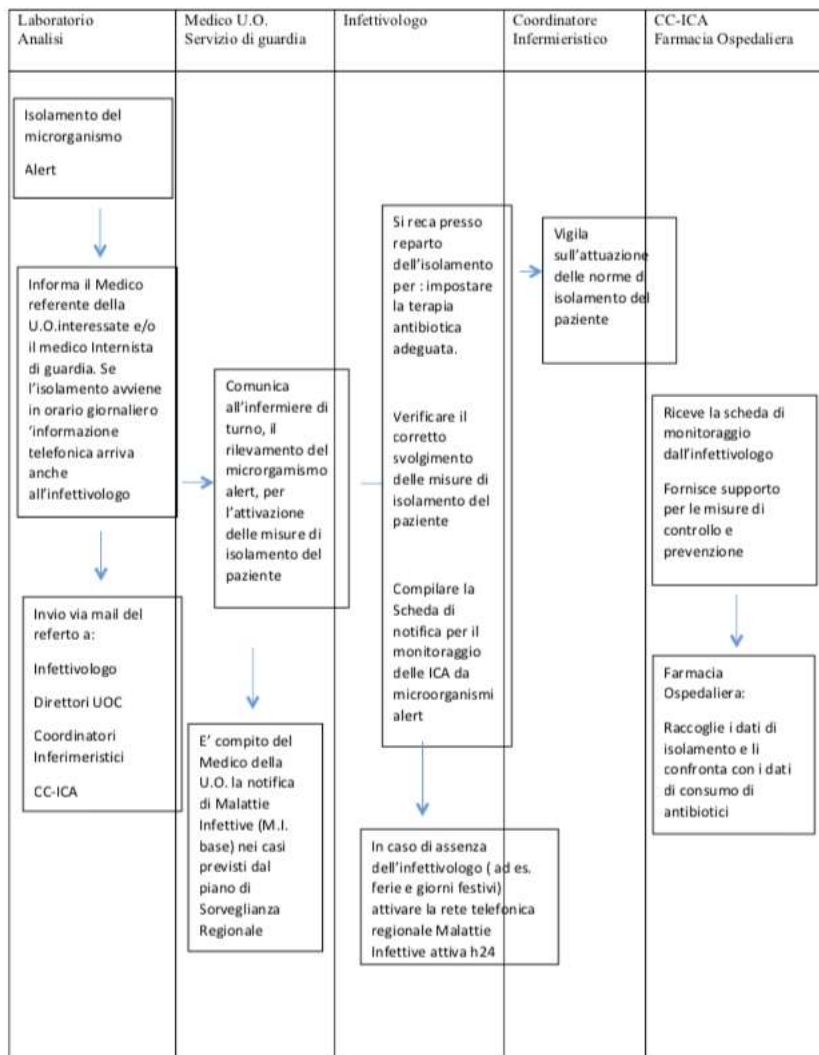 Laboratorio
Analisi
Medico U.O.
Servizio di guardia
Infettivologo
Coordinatore
Infermieristico
CC-ICA
Farmacia Ospedaliera
Isolamento del
microrganismo
Alert
Informa il Medico
referente della
U.O.interessate e/o
il medico Internista
di guardia. Se
l'isolamento avviene
in orario giornaliero
'informazione
telefonica arriva
anche
all'infettivologo
Invio via mail del
referto a:
Infettivologo
Direttori UOC
Coordinatori
Inferimeristici
CC-ICA
Comunica
all'infermiere di
turno, il
rilevamento del
microrgamismo
alert, per
l'attivazione
delle misure di
isolamento del
paziente
E' compito del
Medico della
U.O. la notifica
di Malattie
Infettive (M.I.
base) nei casi
previsti dal
piano di
Sorveglianza
Regionale
Si reca presso
reparto
dell'isolamento
per : impostare
la terapia
antibiotica
adeguata.
Verificare il
corretto
svolgimento
delle misure di
isolamento del
paziente
Compilare la
Scheda di
notifica per il
monitoraggio
delle ICA da
microorganismi
alert
In caso di assenza
dell'infettivologo ( ad es.
ferie e giorni festivi)
attivare la rete telefonica
regionale Malattie
Infettive attiva h24
Vigila
sull'attuazione
delle norme di
isolamento del
paziente
Riceve la scheda di
monitoraggio
dall'infettivologo
Fornisce supporto
per le misure di
controllo e
prevenzione
Farmacia
Ospedaliera:
Raccoglie i dati di
isolamento e li
confronta con i dati
di consumo di
antibiotici